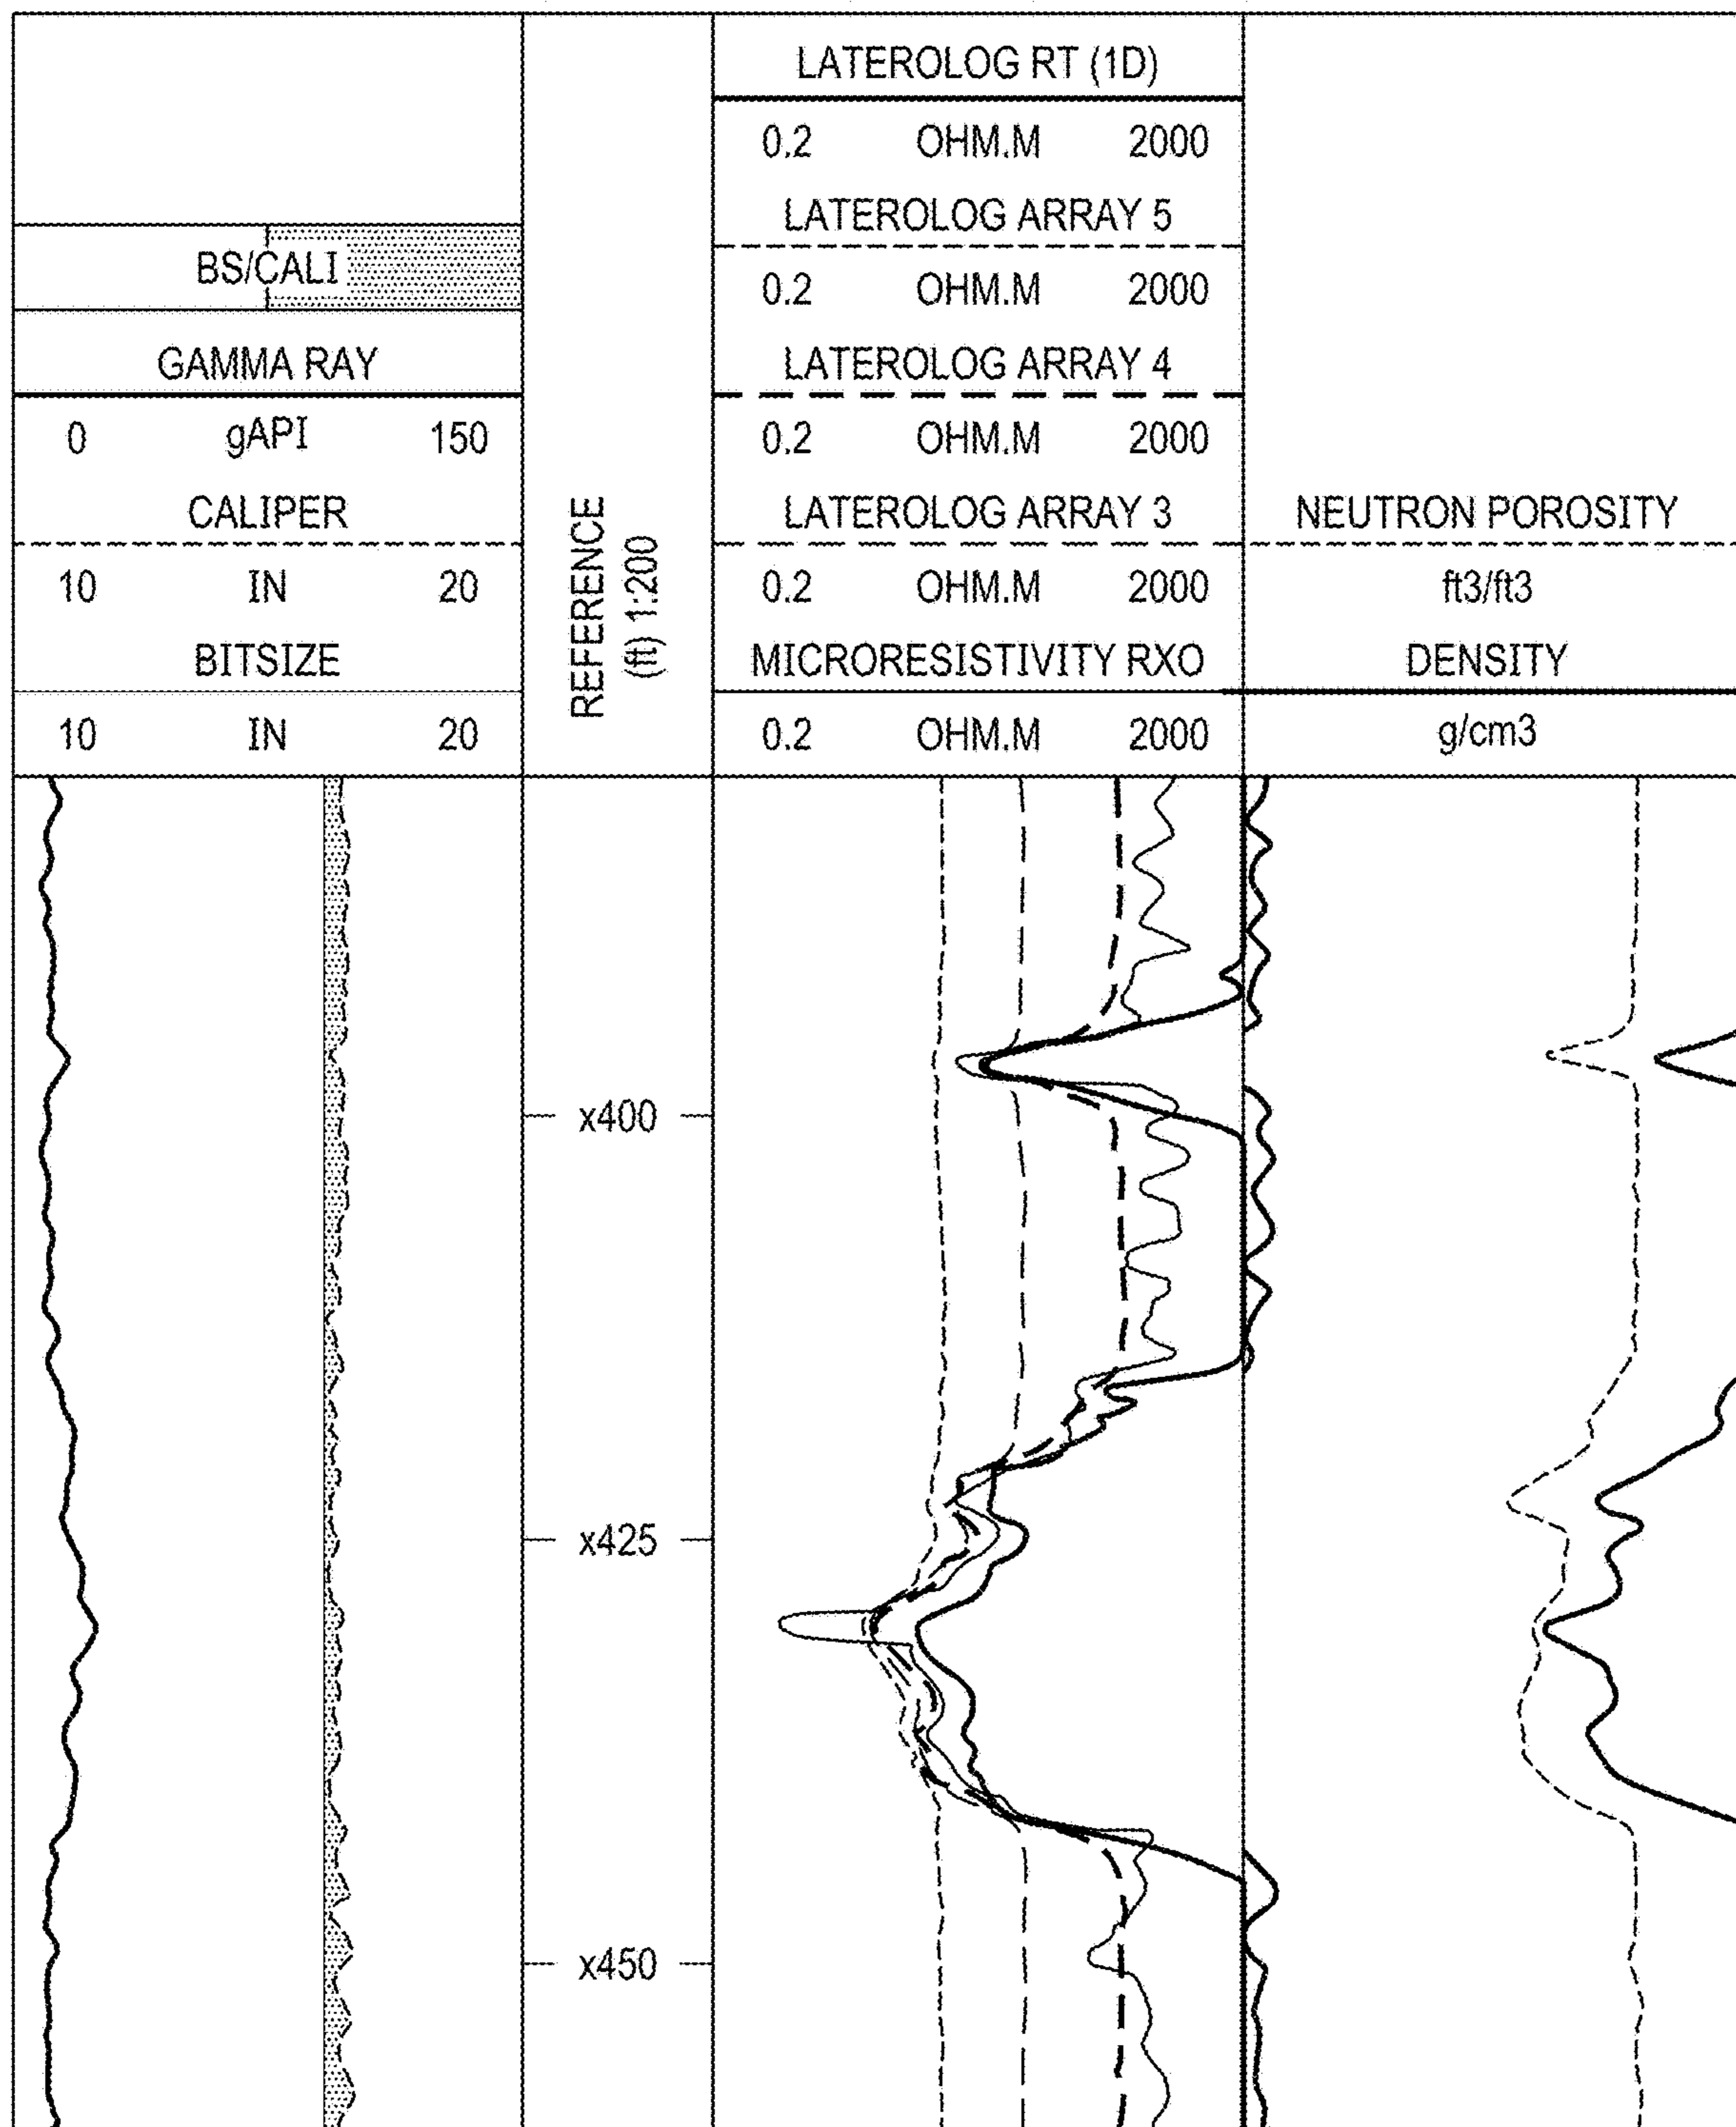 BS/CALI
GAMMA RAY
0 gAPI 150
CALIPER
10 IN 20
BITSIZE
10 IN 20
REFERENCE
(ft) 1:200
LATEROLOG RT (1D)
0.2 OHM.M 2000
LATEROLOG ARRAY 5
0.2 OHM.M 2000
LATEROLOG ARRAY 4
0.2 OHM.M 2000
LATEROLOG ARRAY 3
0.2 OHM.M 2000
MICRORESISTIVITY RXO
0.2 OHM.M 2000
NEUTRON POROSITY
ft3/ft3
DENSITY
g/cm3
x400
x425
x450